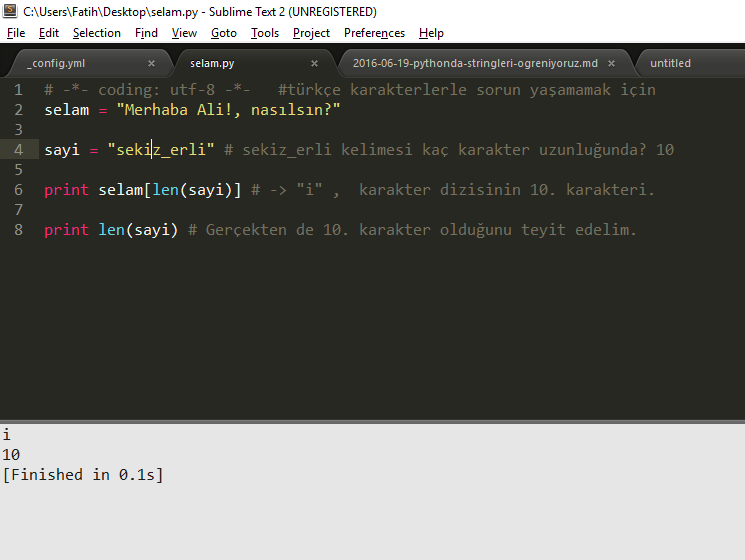 C:\Users\Fatih\Desktop\selam.py - Sublime Text 2 (UNREGISTERED)
File Edit Selection Find View Goto Tools Project Preferences Help
_config.yml × selam.py × 2016-06-19-pythonda-stringleri-ogreniyoruz.md × untitled
1 # -*- coding: utf-8 -*-   #türkçe karakterlerle sorun yaşamamak için
2 selam = "Merhaba Ali!, nasılsın?"
3
4 sayi = "sekiz_erli" # sekiz_erli kelimesi kaç karakter uzunluğunda? 10
5
6 print selam[len(sayi)] # -> "i" ,  karakter dizisinin 10. karakteri.
7
8 print len(sayi) # Gerçekten de 10. karakter olduğunu teyit edelim.
i
10
[Finished in 0.1s]